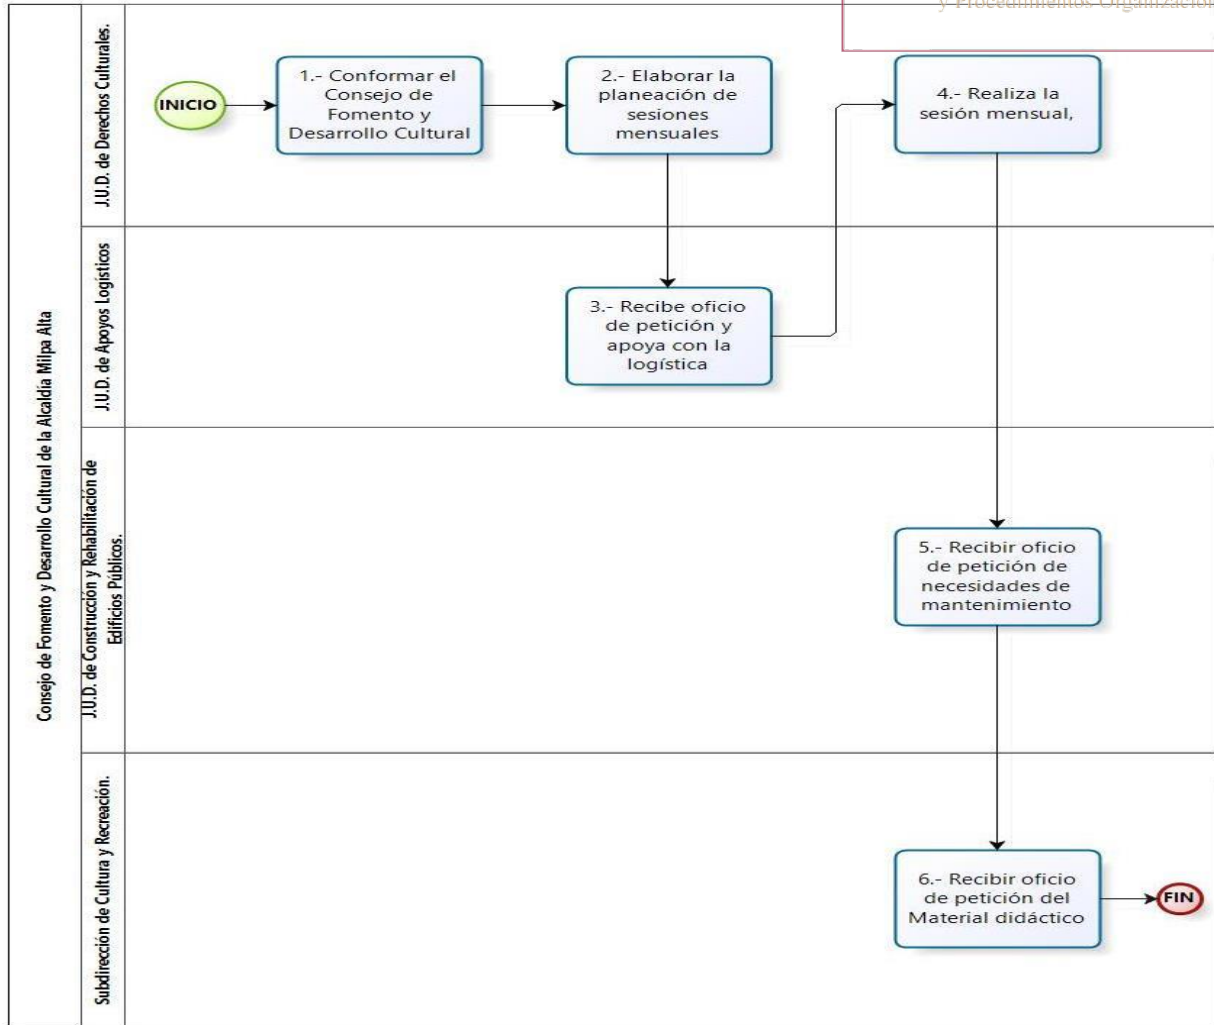 y Procedimientos
Consejo de Fomento y Desarrollo Cultural de la Alcaldía Milpa Alta
J.U.D. de Derechos Culturales.
INICIO
1.- Conformar el
Consejo de
Fomento y
Desarrollo Cultural
2.- Elaborar la
planeación de
sesiones
mensuales
4.- Realiza la
sesión mensual,
J.U.D. de Apoyos Logísticos
3.- Recibe oficio
de petición y
apoya con la
logística
J.U.D. de Construcción y Rehabilitación de
Edificios Públicos.
5.- Recibir oficio
de petición de
necesidades de
mantenimiento
Subdirección de Cultura y Recreación.
6.- Recibir oficio
de petición del
Material didáctico
FIN